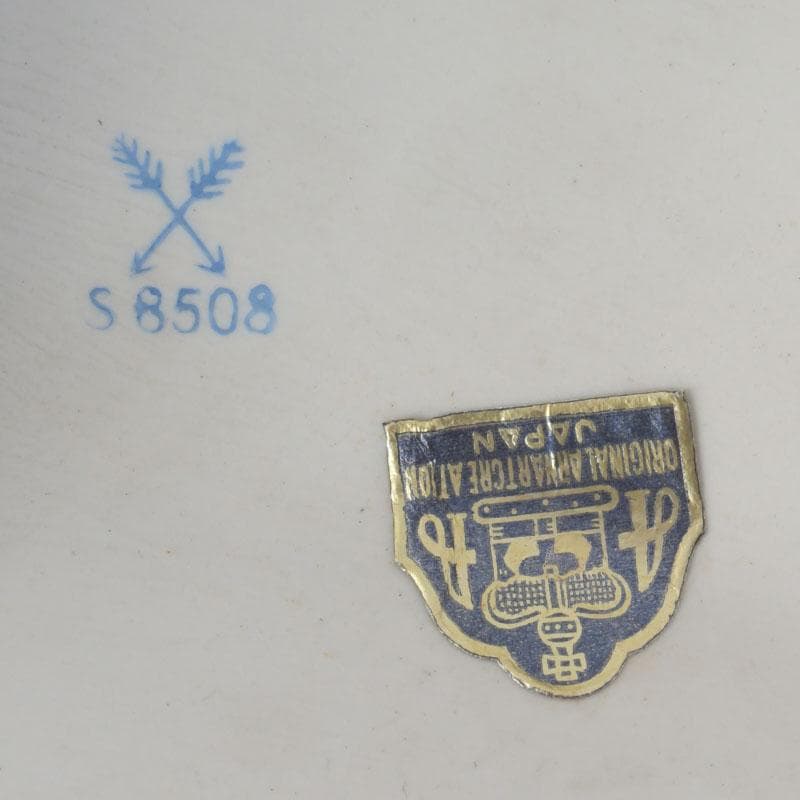 S 8508
A A
ORIGINAL ARNART CREATION
JAPAN